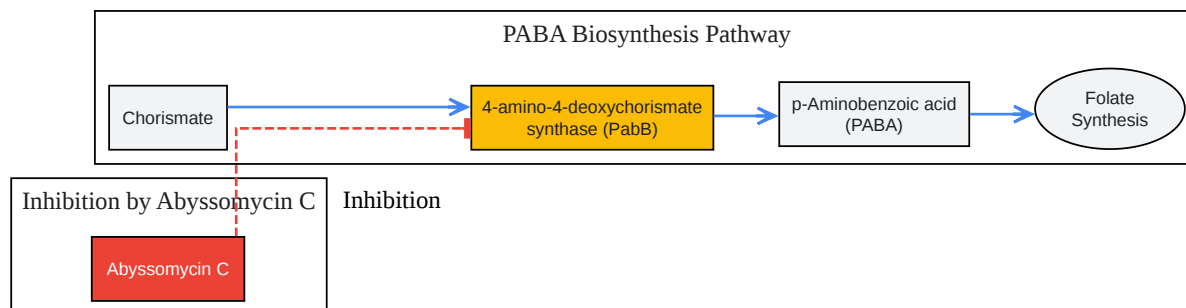 PABA Biosynthesis Pathway
Chorismate
4-amino-4-deoxychorismate
synthase (PabB)
p-Aminobenzoic acid
(PABA)
Folate
Synthesis
Inhibition by Abyssomycin C
Inhibition
Abyssomycin C